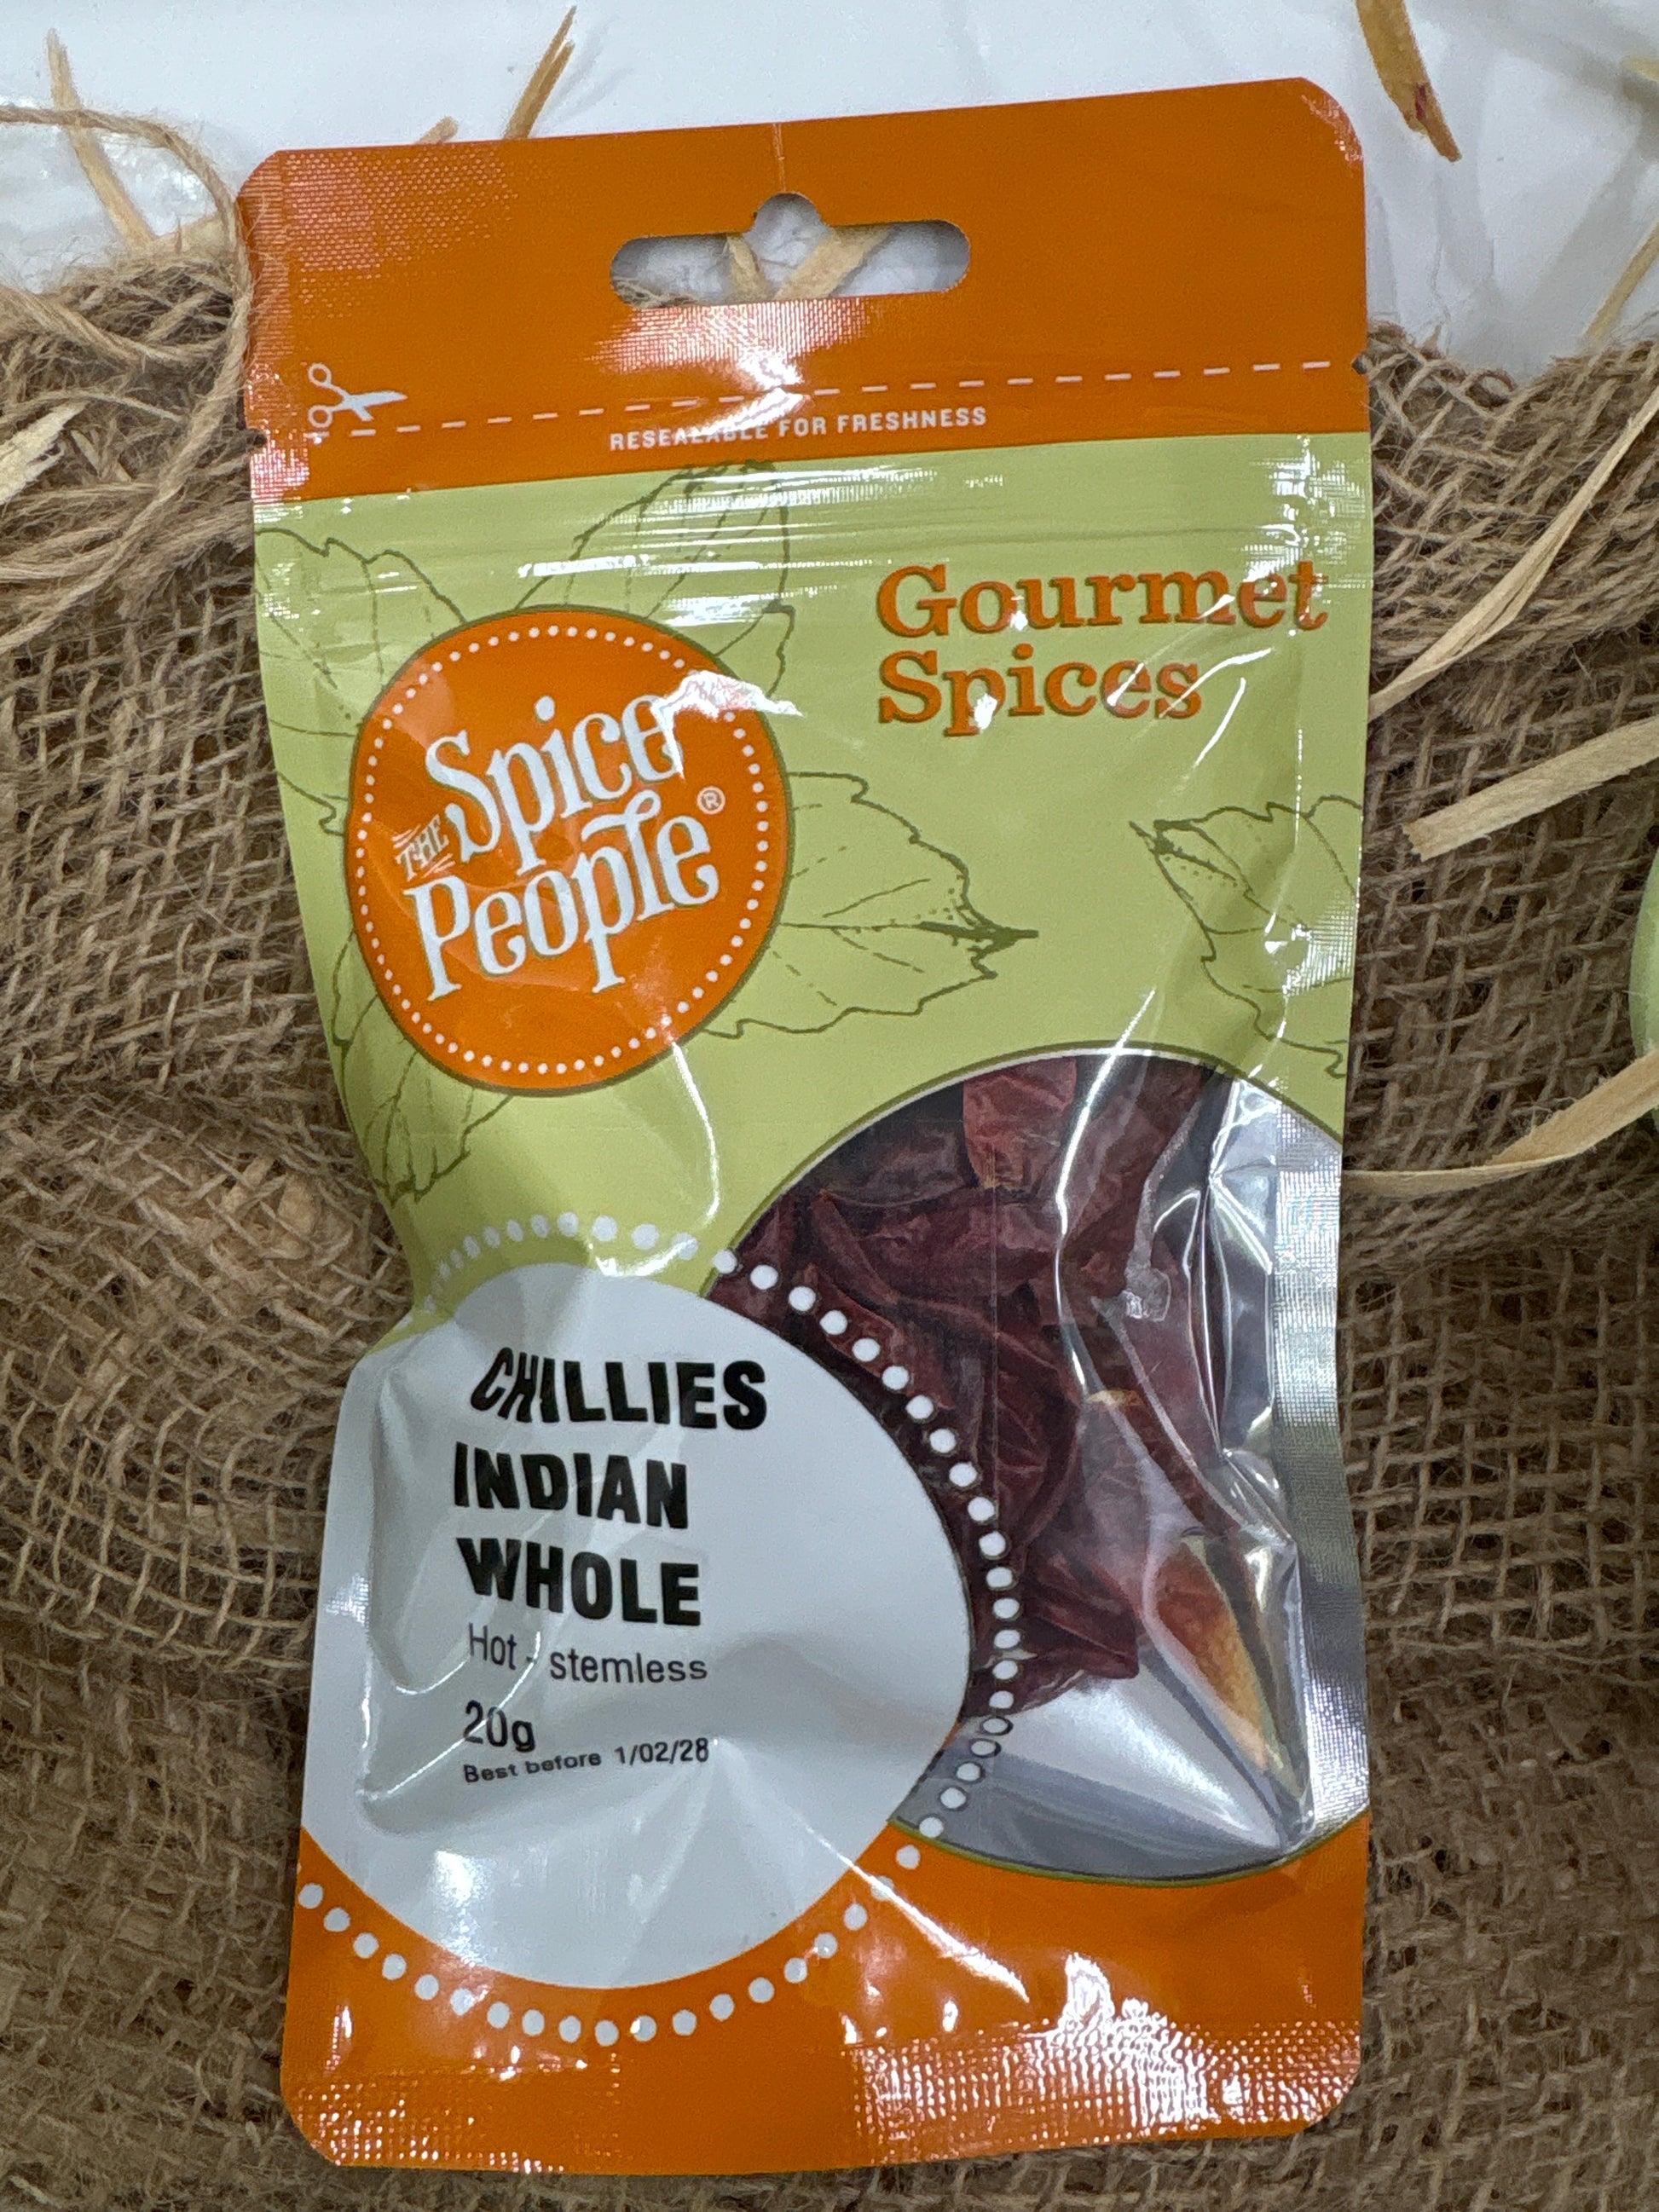 RESEALABLE FOR FRESHNESS
Gourmet
Spices
THE Spice
People®
CHILLIES
INDIAN
WHOLE
Hot - stemless
20g
Best before 1/02/28